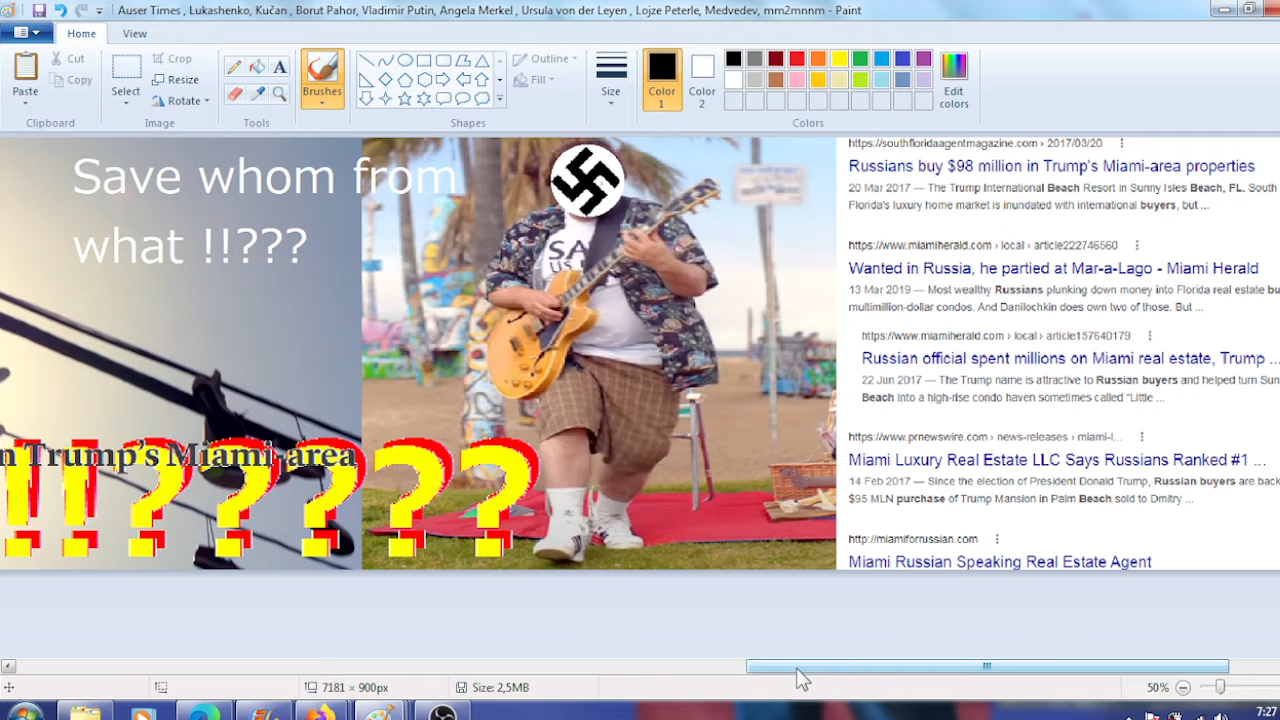 Auser Times , Lukashenko, Kučan , Borut Pahor, Vladimir Putin, Angela Merkel , Ursula von der Leyen , Lojze Peterle, Medvedev, mm2mnnm - Paint
Home
View
Paste
Cut
Copy
Clipboard
Select
Crop
Resize
Rotate
Image
A
Tools
Brushes
Outline
Fill
Shapes
Size
Color 1
Color 2
Edit colors
Colors
Save whom from
what !!???
n Trump's Miami-area
!!?????
SA
US
https://southfloridaagentmagazine.com › 2017/03/20
Russians buy $98 million in Trump's Miami-area properties
20 Mar 2017 — The Trump International Beach Resort in Sunny Isles Beach, FL. South
Florida's luxury home market is inundated with international buyers, but ...
https://www.miamiherald.com › local › article222746560
Wanted in Russia, he partied at Mar-a-Lago - Miami Herald
13 Mar 2019 — Most wealthy Russians plunking down money into Florida real estate bu
multimillion-dollar condos. And Danilochkin does own two of those. But ...
https://www.miamiherald.com › local › article157640179
Russian official spent millions on Miami real estate, Trump ...
22 Jun 2017 — The Trump name is attractive to Russian buyers and helped turn Sun
Beach into a high-rise condo haven sometimes called "Little ...
https://www.prnewswire.com › news-releases › miami-l...
Miami Luxury Real Estate LLC Says Russians Ranked #1 ...
14 Feb 2017 — Since the election of President Donald Trump, Russian buyers are back
$95 MLN purchase of Trump Mansion in Palm Beach sold to Dmitry ...
http://miamiforrussian.com
Miami Russian Speaking Real Estate Agent
7181 × 900px
Size: 2,5MB
50%
7:27